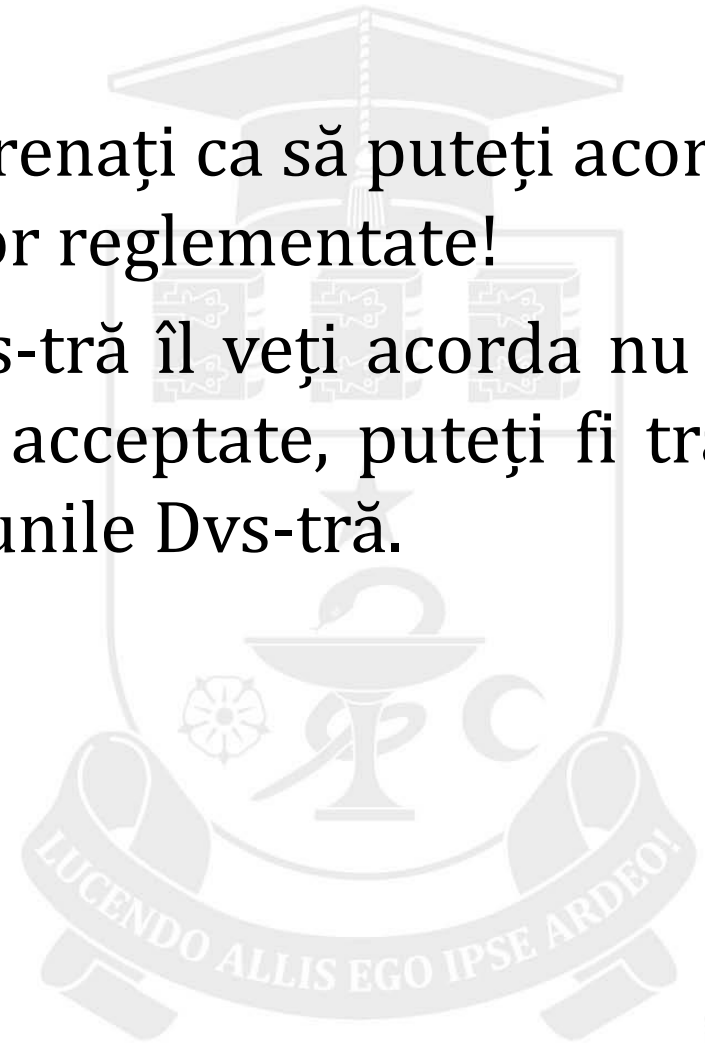 renați ca să puteți acor
or reglementate!
s-tră îl veți acorda nu
acceptate, puteți fi tra
unile Dvs-tră.
LUCENDO ALLIS EGO IPSE ARDEO!